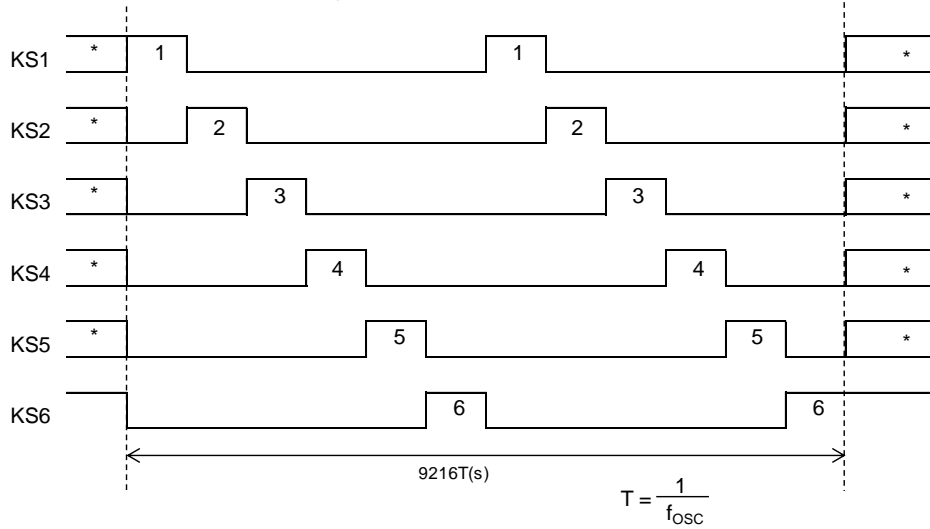 KS1 * 1 1 *
KS2 * 2 2 *
KS3 * 3 3 *
KS4 * 4 4 *
KS5 * 5 5 *
KS6 6 6
9216T(s)
T = 1
fOSC